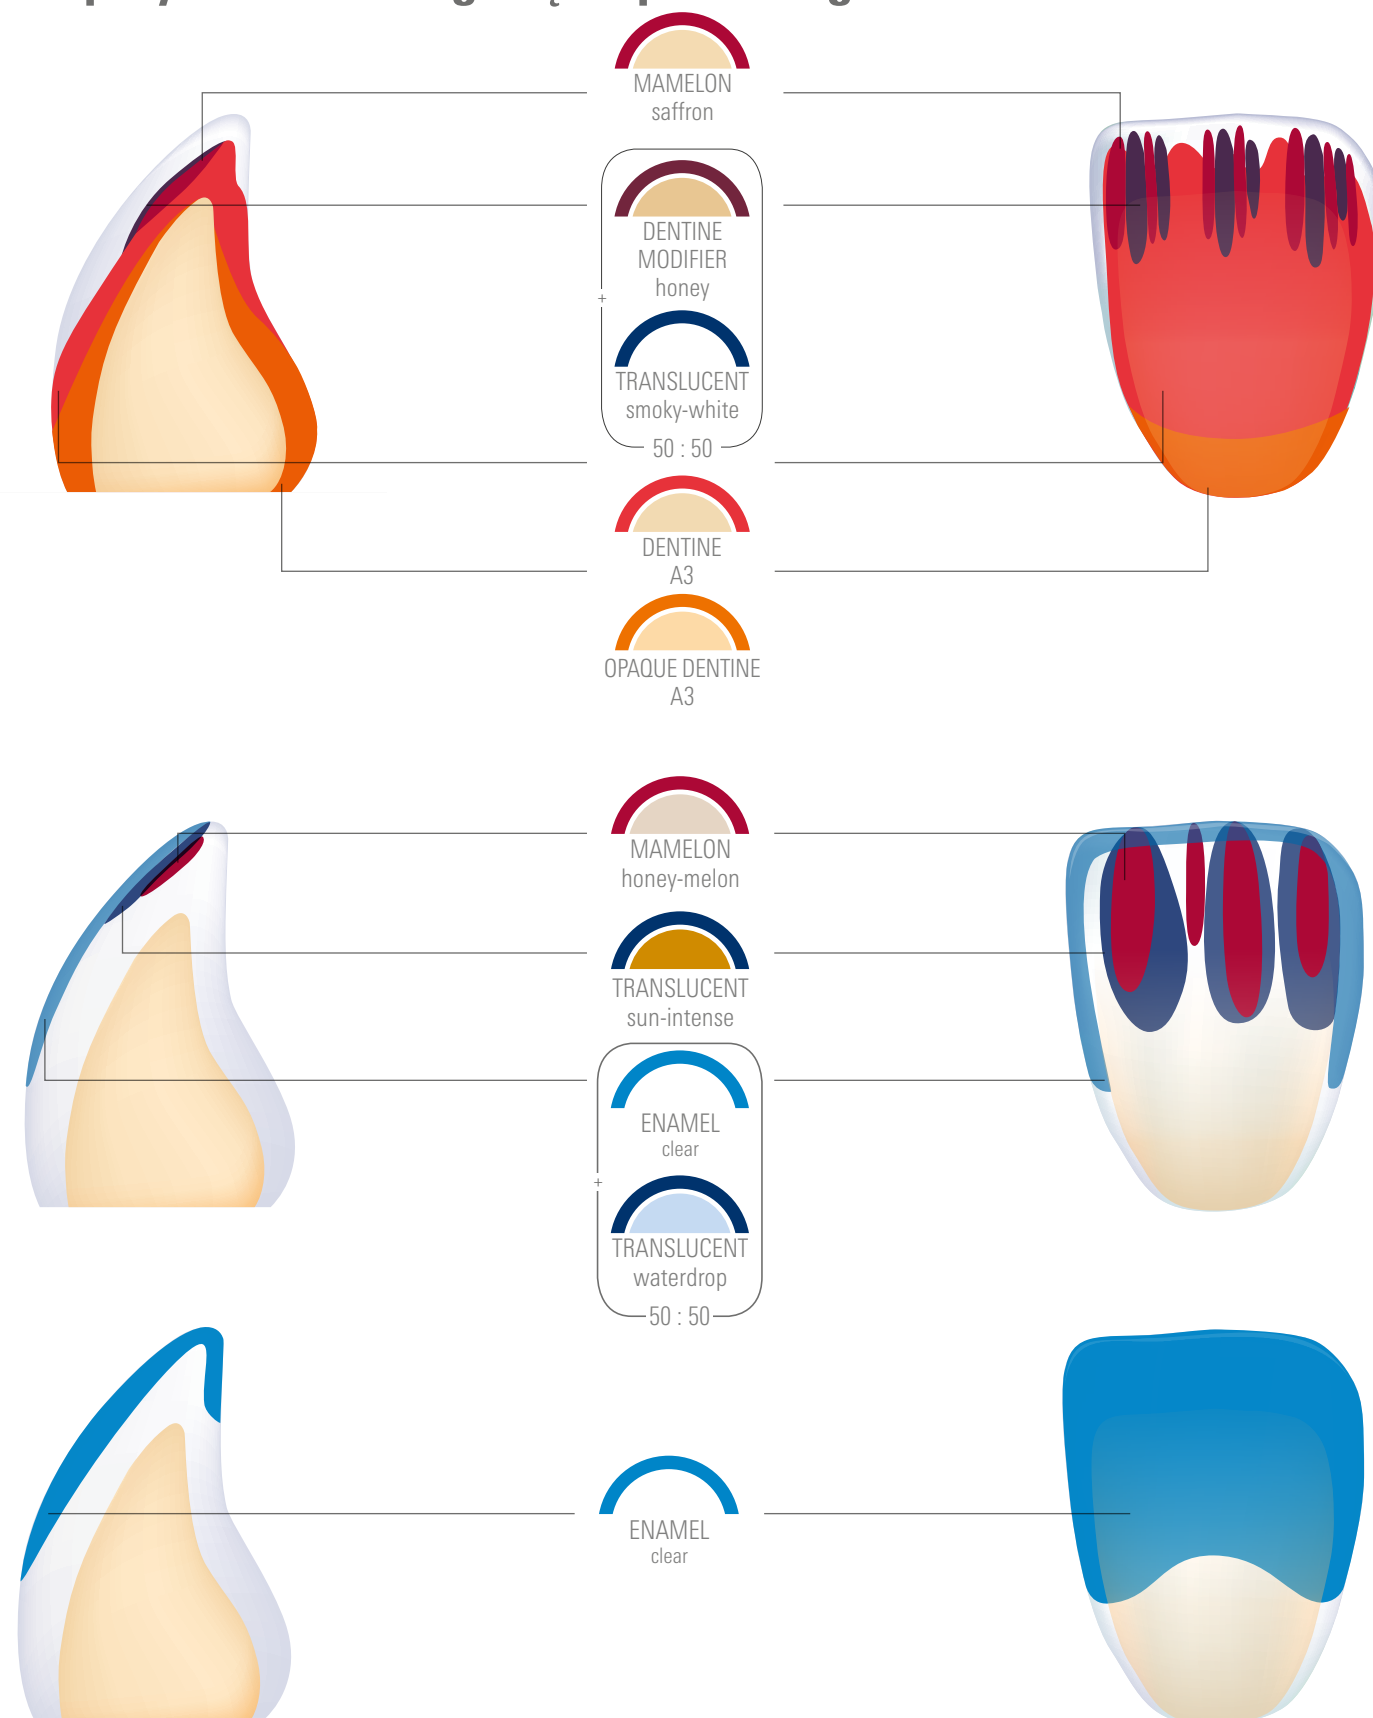 MAMELON
saffron
DENTINE
MODIFIER
honey
+
TRANSLUCENT
smoky-white
50 : 50
DENTINE
A3
OPAQUE DENTINE
A3
MAMELON
honey-melon
TRANSLUCENT
sun-intense
ENAMEL
clear
+
TRANSLUCENT
waterdrop
50 : 50
ENAMEL
clear